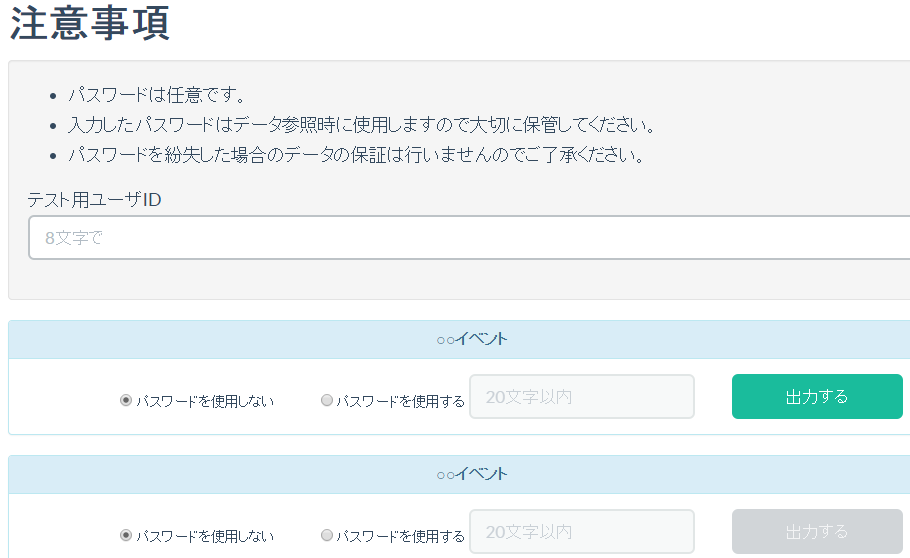 注意事項
パスワードは任意です。
入力したパスワードはデータ参照時に使用しますので大切に保管してください。
パスワードを紛失した場合のデータの保証は行いませんのでご了承ください。
テスト用ユーザID
8文字で
○○イベント
パスワードを使用しない パスワードを使用する 20文字以内 出力する
○○イベント
パスワードを使用しない パスワードを使用する 20文字以内 出力する